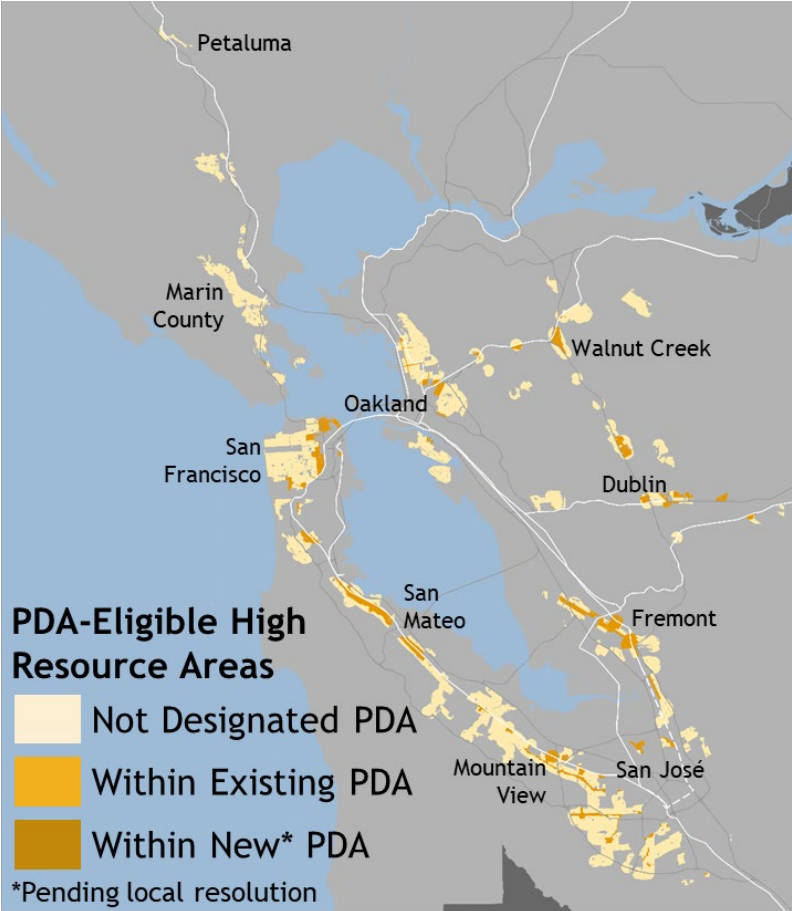 Petaluma
Marin
County
Walnut Creek
Oakland
San
Francisco
Dublin
San
Mateo
Fremont
Mountain
View
San José
PDA-Eligible High
Resource Areas
Not Designated PDA
Within Existing PDA
Within New* PDA
*Pending local resolution